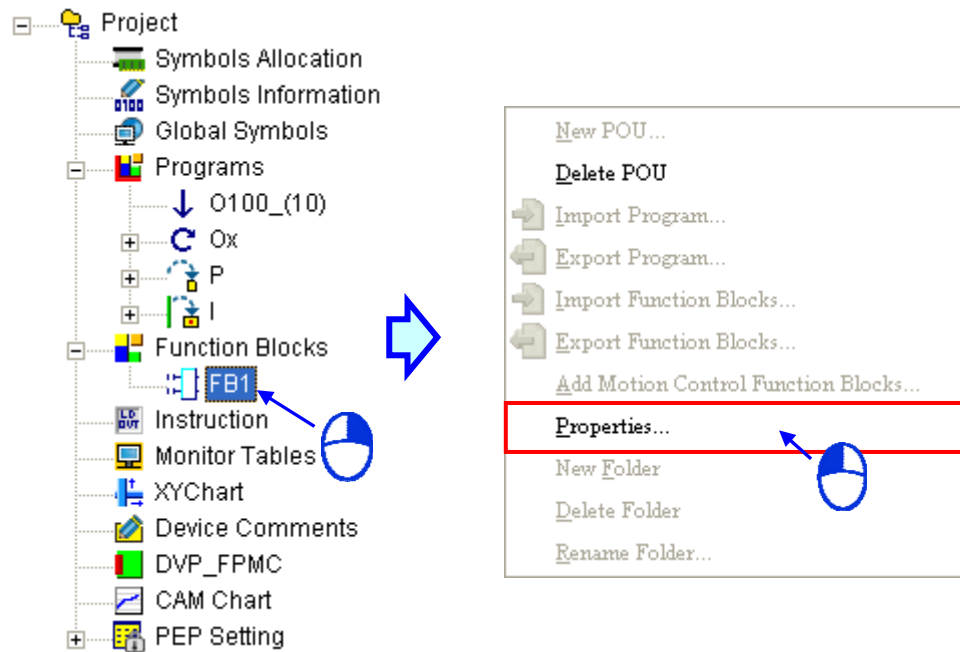 Project
Symbols Allocation
Symbols Information
Global Symbols
Programs
O100_(10)
Ox
P
I
Function Blocks
FB1
Instruction
Monitor Tables
XYChart
Device Comments
DVP_FPMC
CAM Chart
PEP Setting
New POU...
Delete POU
Import Program...
Export Program...
Import Function Blocks...
Export Function Blocks...
Add Motion Control Function Blocks...
Properties...
New Folder
Delete Folder
Rename Folder...